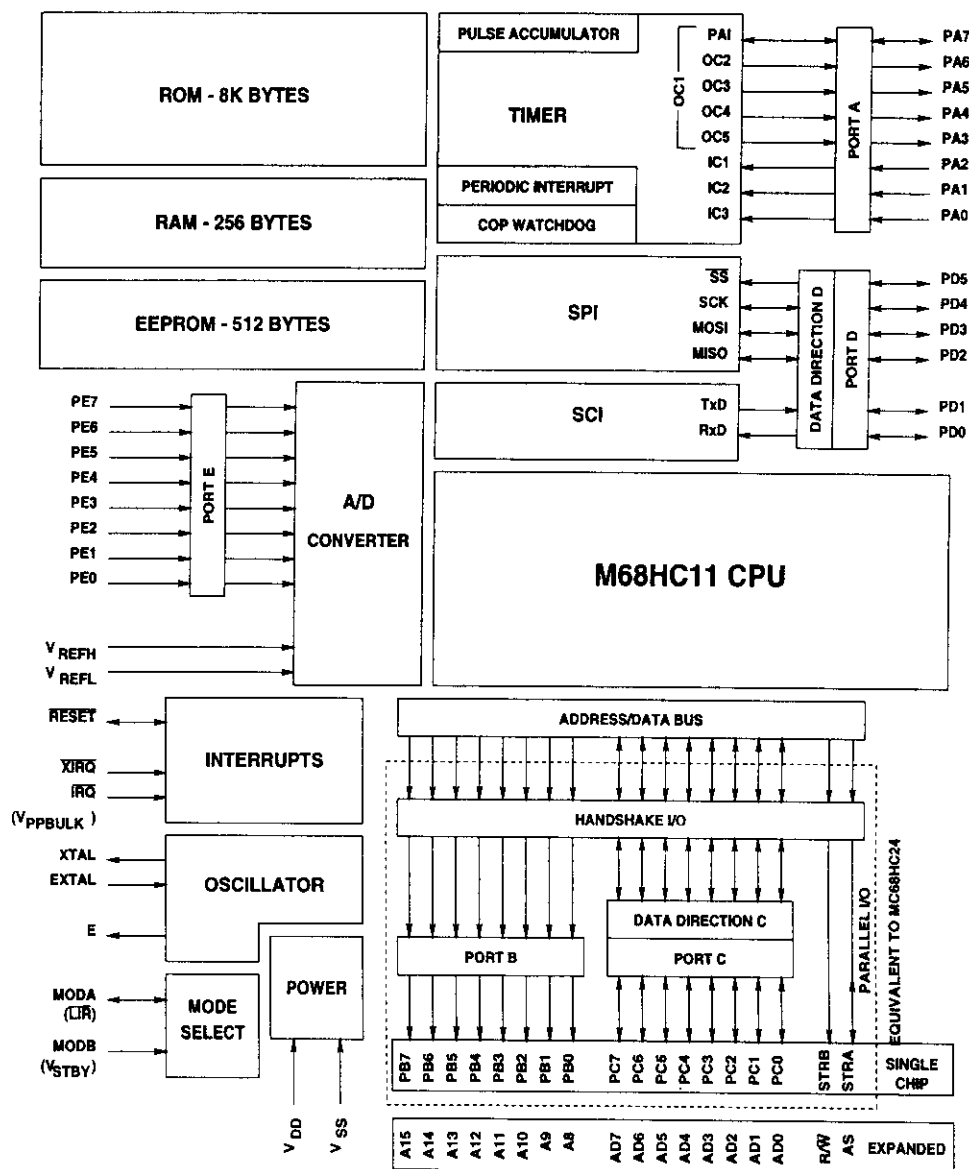 ROM - 8K BYTES
RAM - 256 BYTES
EEPROM - 512 BYTES
PULSE ACCUMULATOR
TIMER
PERIODIC INTERRUPT
COP WATCHDOG
OC1
PAI
OC2
OC3
OC4
OC5
IC1
IC2
IC3
PORT A
PA7
PA6
PA5
PA4
PA3
PA2
PA1
PA0
SPI
SS
SCK
MOSI
MISO
SCI
TxD
RxD
DATA DIRECTION D
PORT D
PD5
PD4
PD3
PD2
PD1
PD0
PE7
PE6
PE5
PE4
PE3
PE2
PE1
PE0
PORT E
A/D
CONVERTER
V REFH
V REFL
M68HC11 CPU
RESET
XIRQ
IRQ
(VPPBULK )
INTERRUPTS
XTAL
EXTAL
E
OSCILLATOR
POWER
MODA
(LIR)
MODB
(VSTBY)
MODE
SELECT
VDD
VSS
ADDRESS/DATA BUS
HANDSHAKE I/O
DATA DIRECTION C
PORT B
PORT C
PARALLEL I/O
EQUIVALENT TO MC68HC24
PB7
PB6
PB5
PB4
PB3
PB2
PB1
PB0
PC7
PC6
PC5
PC4
PC3
PC2
PC1
PC0
STRB
STRA
SINGLE
CHIP
A15
A14
A13
A12
A11
A10
A9
A8
AD7
AD6
AD5
AD4
AD3
AD2
AD1
AD0
R/W
AS
EXPANDED